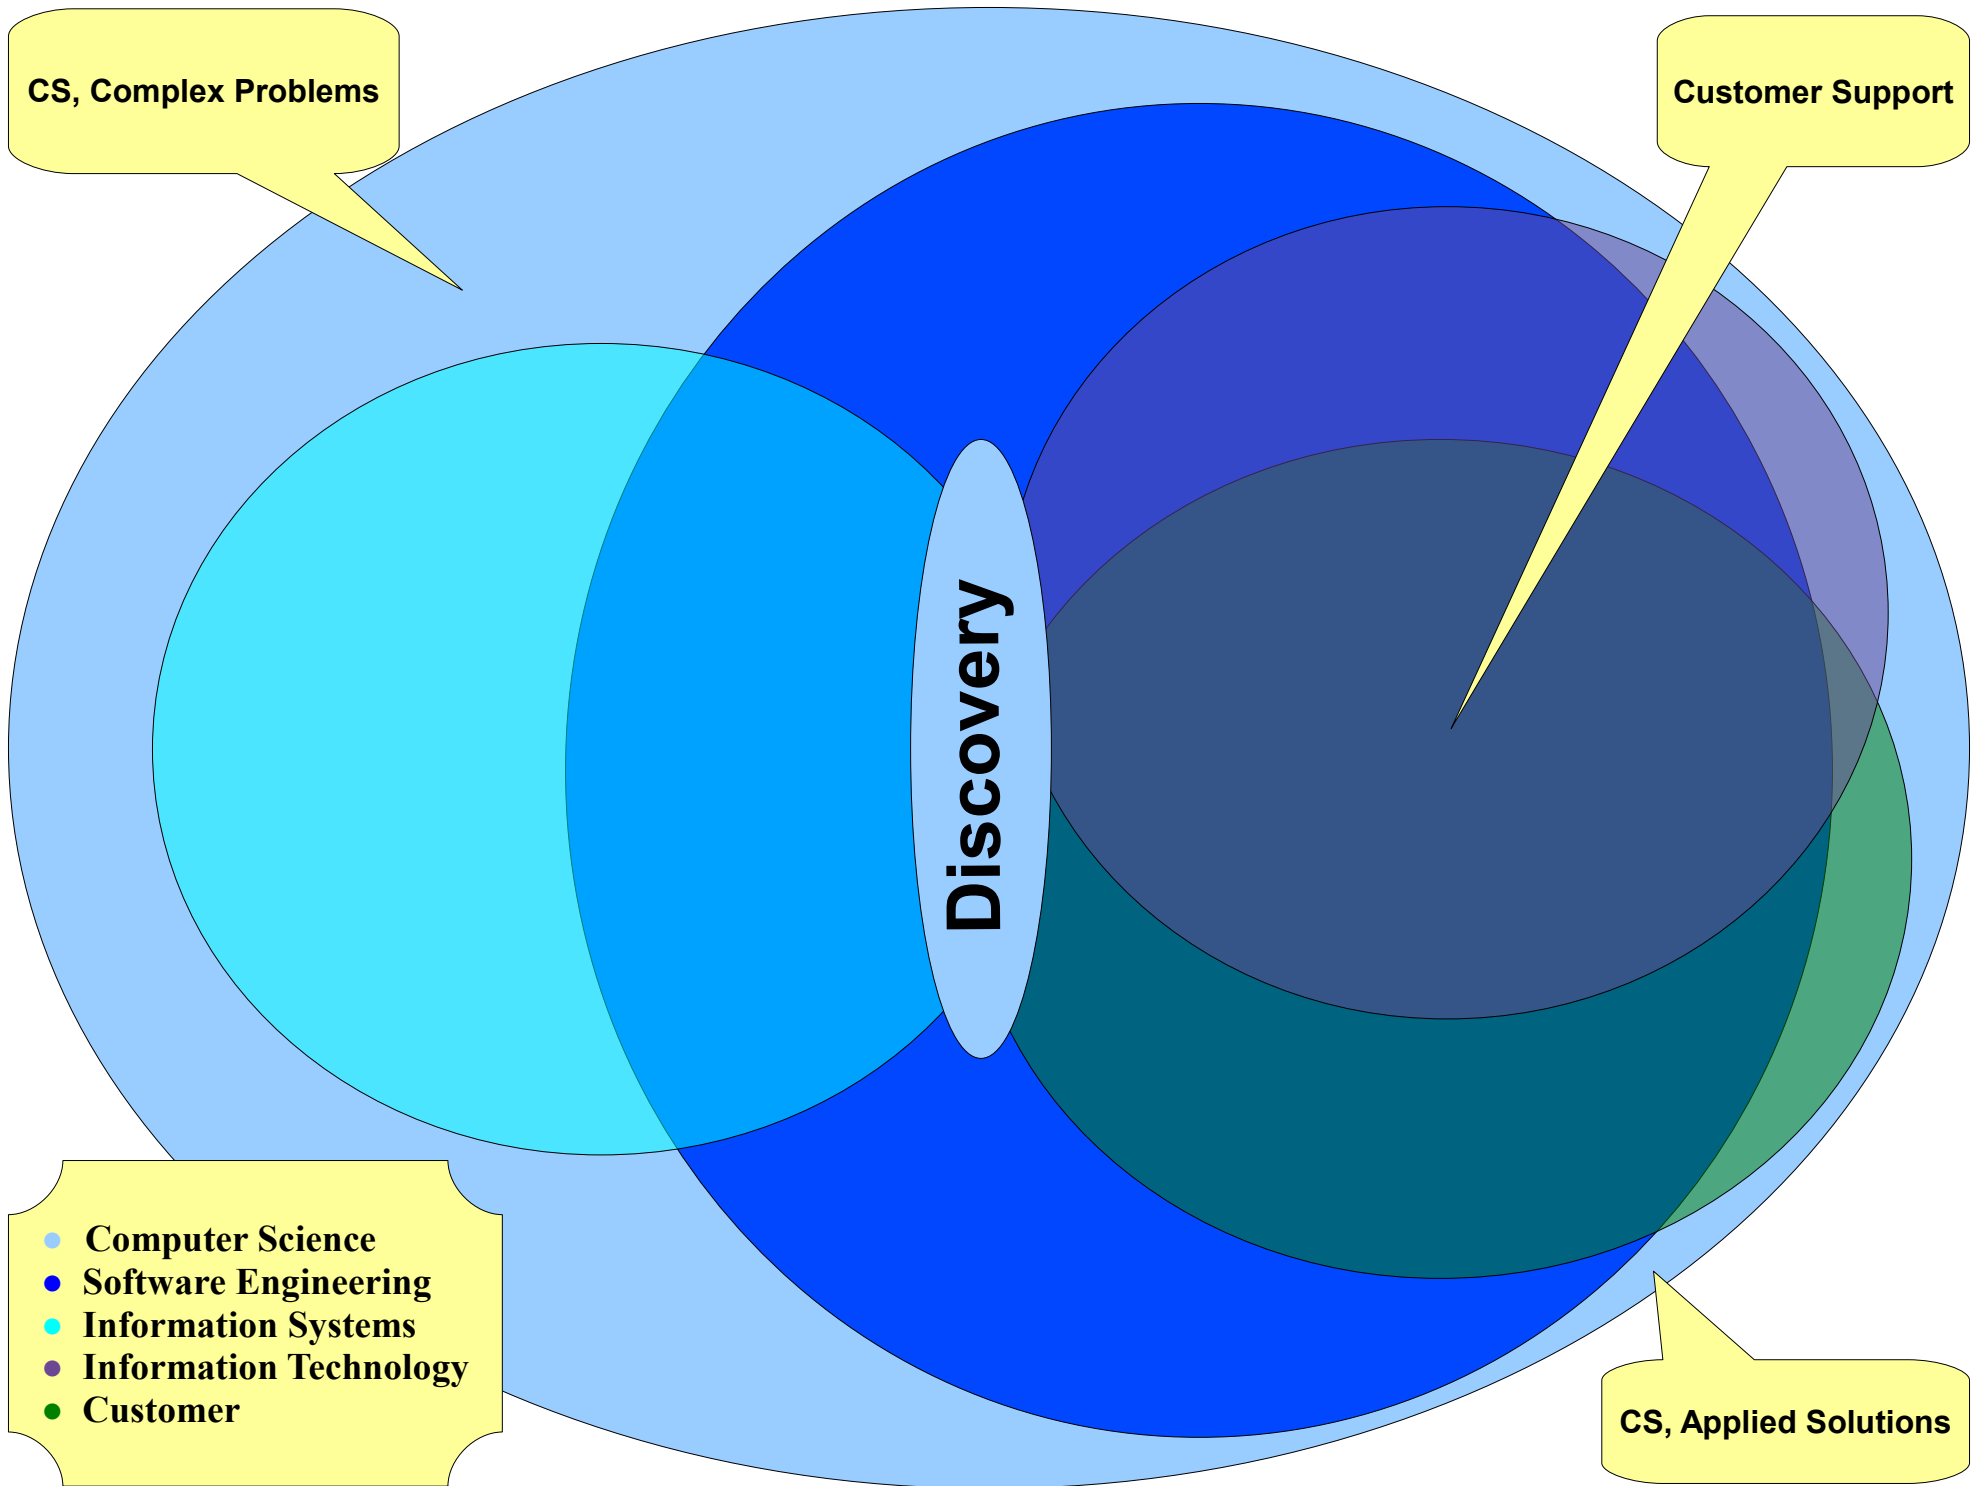 CS, Complex Problems
Customer Support
Discovery
Computer Science
Software Engineering
Information Systems
Information Technology
Customer
CS, Applied Solutions